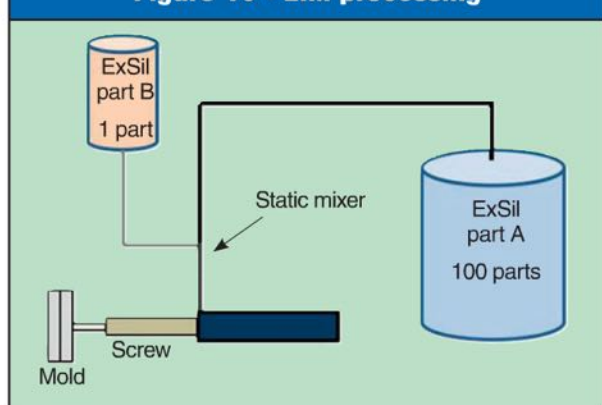 ExSil
part B
1 part
Static mixer
ExSil
part A
100 parts
Screw
Mold